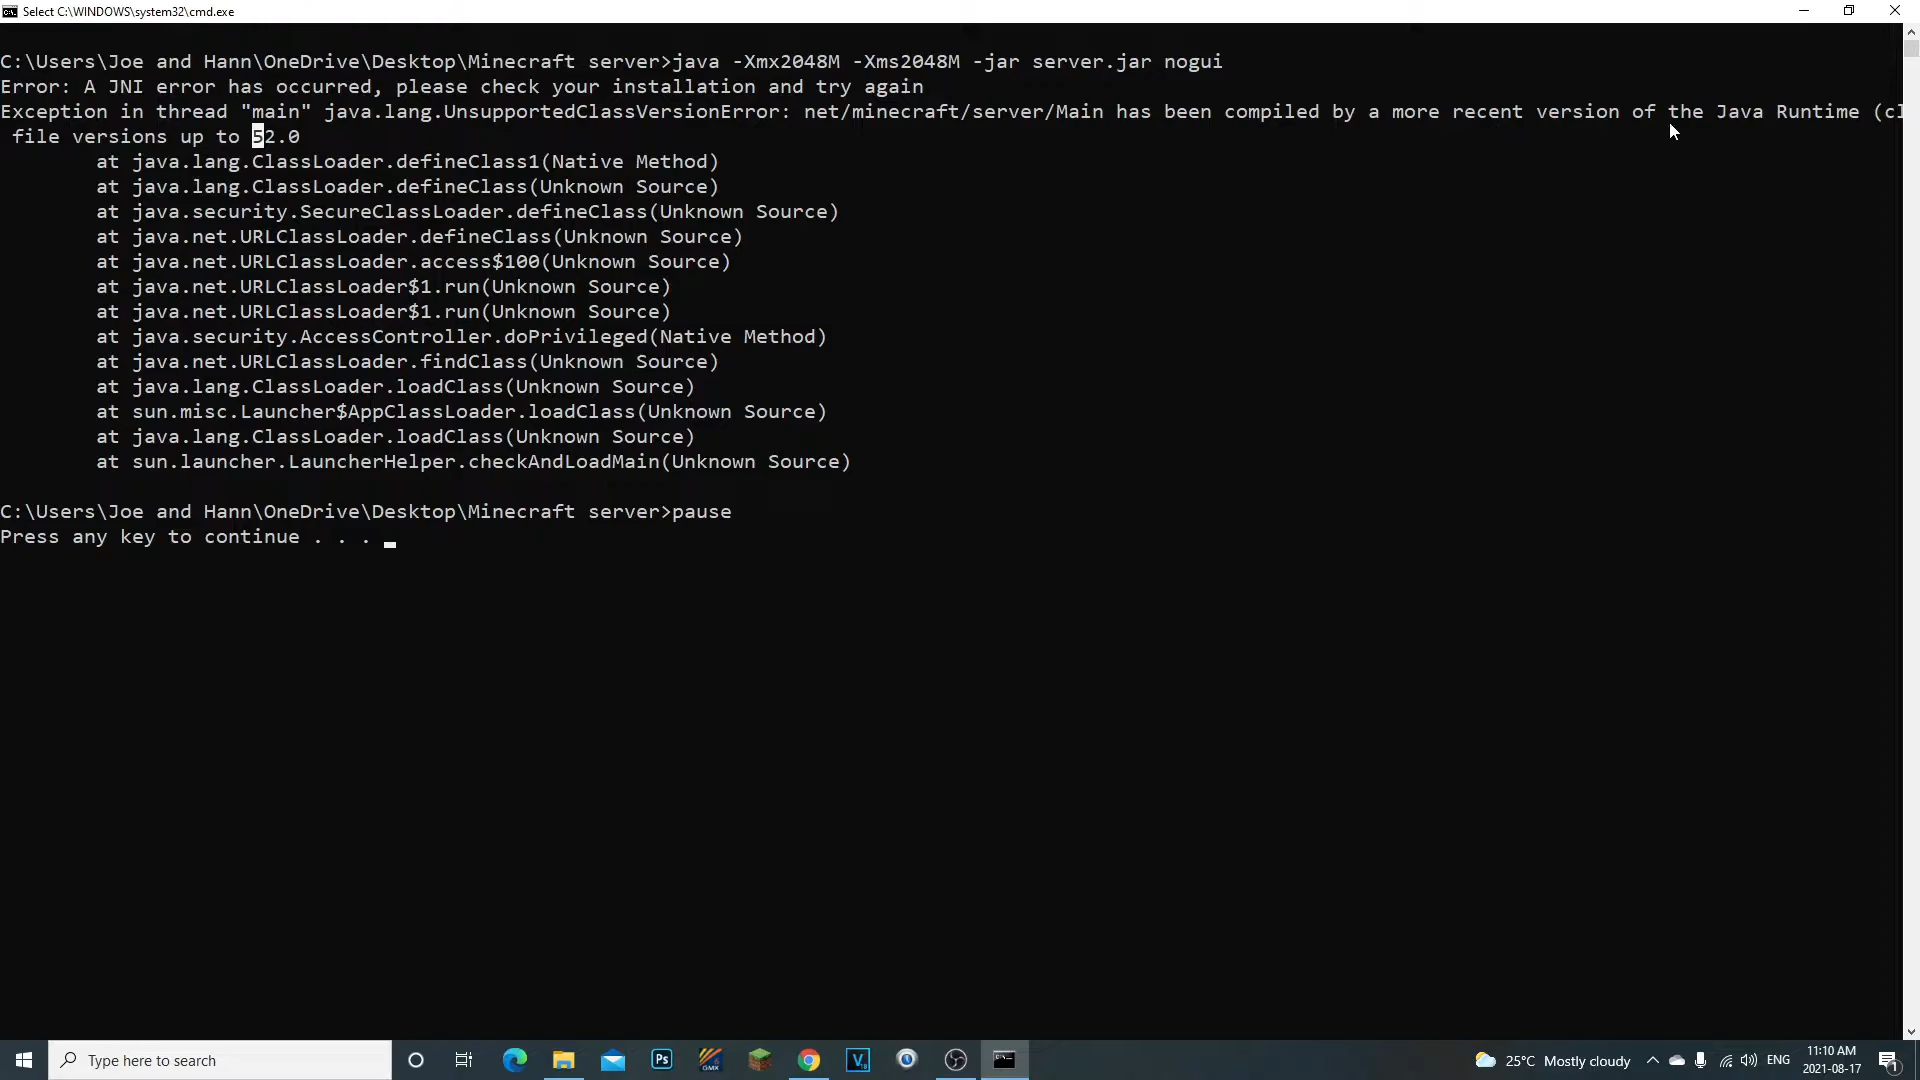 Select C:\WINDOWS\system32\cmd.exe
C:\Users\Joe and Hann\OneDrive\Desktop\Minecraft server>java -Xmx2048M -Xms2048M -jar server.jar nogui
Error: A JNI error has occurred, please check your installation and try again
Exception in thread "main" java.lang.UnsupportedClassVersionError: net/minecraft/server/Main has been compiled by a more recent version of the Java Runtime (cl
file versions up to 52.0
at java.lang.ClassLoader.defineClass1(Native Method)
at java.lang.ClassLoader.defineClass(Unknown Source)
at java.security.SecureClassLoader.defineClass(Unknown Source)
at java.net.URLClassLoader.defineClass(Unknown Source)
at java.net.URLClassLoader.access$100(Unknown Source)
at java.net.URLClassLoader$1.run(Unknown Source)
at java.net.URLClassLoader$1.run(Unknown Source)
at java.security.AccessController.doPrivileged(Native Method)
at java.net.URLClassLoader.findClass(Unknown Source)
at java.lang.ClassLoader.loadClass(Unknown Source)
at sun.misc.Launcher$AppClassLoader.loadClass(Unknown Source)
at java.lang.ClassLoader.loadClass(Unknown Source)
at sun.launcher.LauncherHelper.checkAndLoadMain(Unknown Source)
C:\Users\Joe and Hann\OneDrive\Desktop\Minecraft server>pause
Press any key to continue . . .
Type here to search
Ps
GMX
V
18
25°C Mostly cloudy
ENG
11:10 AM
2021-08-17
1